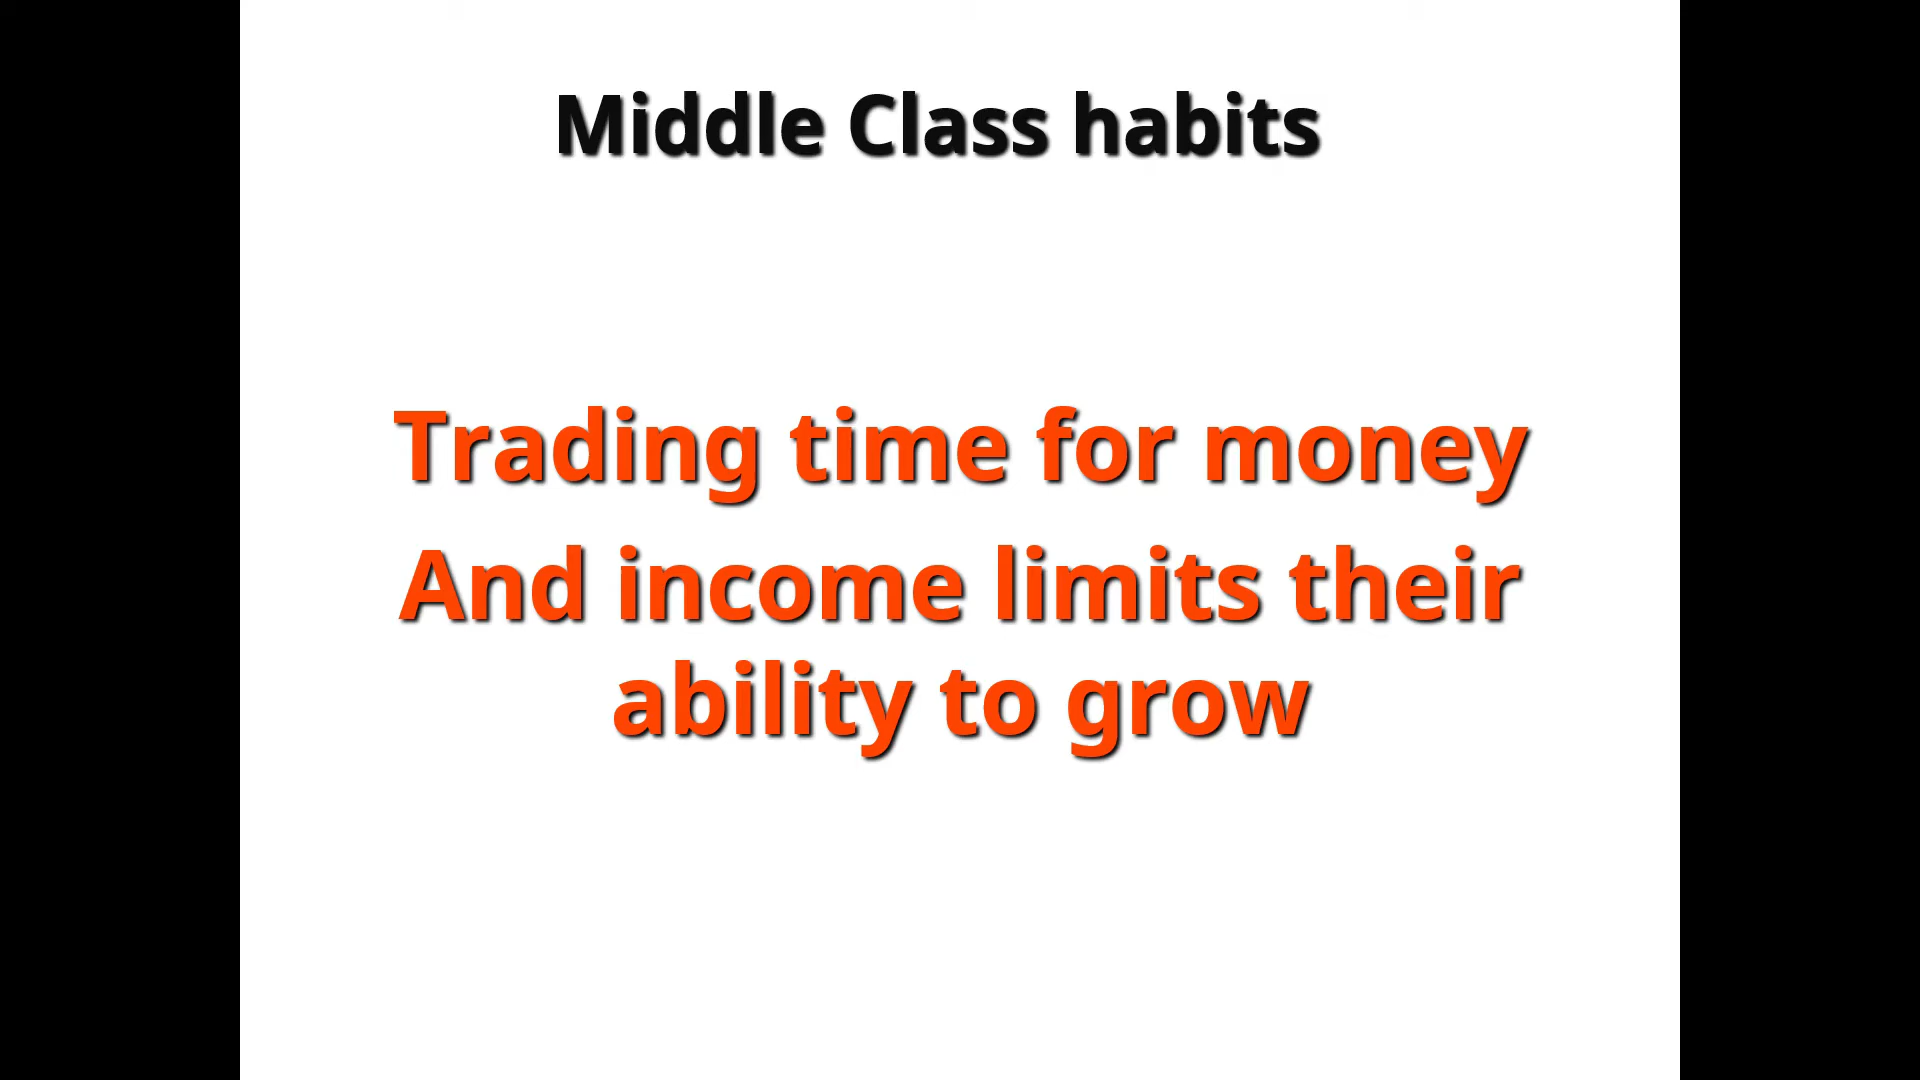 Middle Class habits
Trading time for money
And income limits their
ability to grow